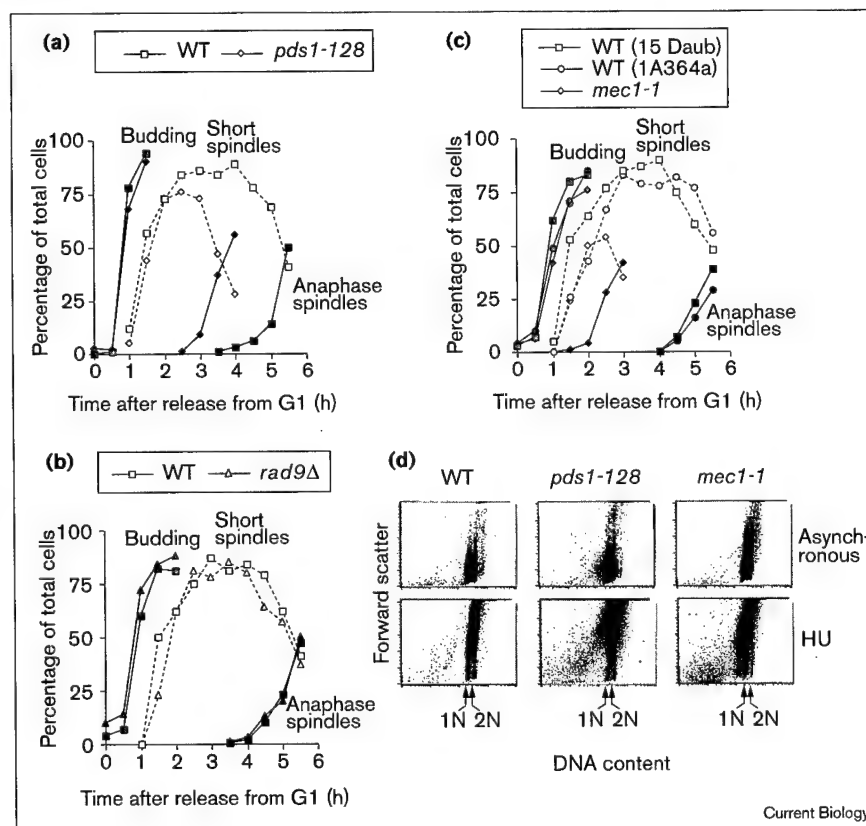 (a)
WT pds1-128
Percentage of total cells
100
75
50
25
0
Budding
Short
spindles
Anaphase
spindles
0 1 2 3 4 5 6
Time after release from G1 (h)
(b)
WT rad9Δ
Percentage of total cells
100
75
50
25
0
Budding
Short
spindles
Anaphase
spindles
0 1 2 3 4 5 6
Time after release from G1 (h)
(c)
WT (15 Daub)
WT (1A364a)
mec1-1
Percentage of total cells
100
75
50
25
0
Budding
Short
spindles
Anaphase
spindles
0 1 2 3 4 5 6
Time after release from G1 (h)
(d)
WT pds1-128 mec1-1
Forward scatter
Asynch-
ronous
HU
1N 2N 1N 2N 1N 2N
DNA content
Current Biology